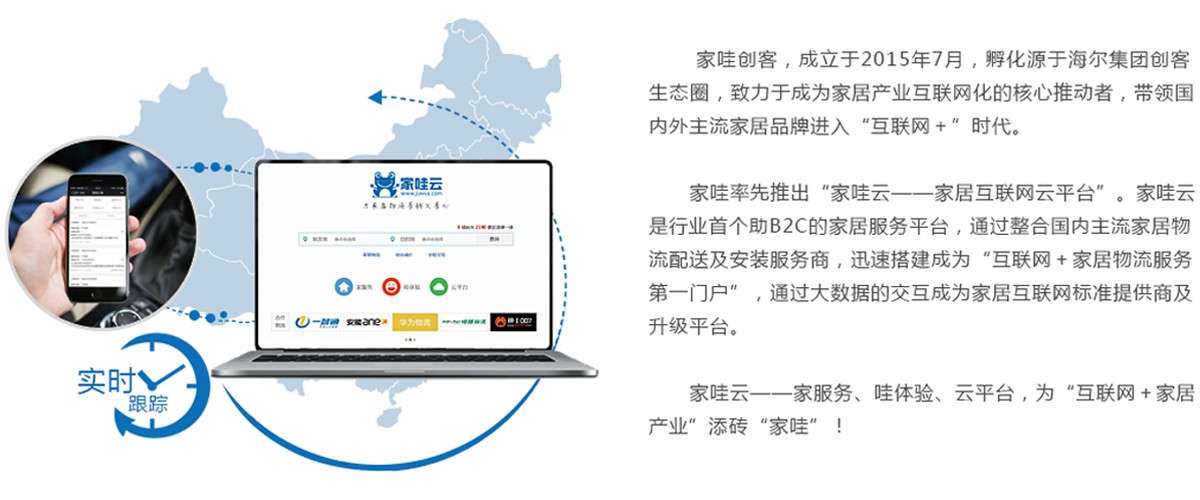 家哇云
www.jiawa.com
查询
家服务
哇体验
云平台
合作
物流
一智通
安能ane
华为物流
实时
跟踪
家哇创客，成立于2015年7月，孵化源于海尔集团创客
生态圈，致力于成为家居产业互联网化的核心推动者，带领国
内外主流家居品牌进入“互联网＋”时代。
家哇率先推出“家哇云——家居互联网云平台”。家哇云
是行业首个助B2C的家居服务平台，通过整合国内主流家居物
流配送及安装服务商，迅速搭建成为“互联网＋家居物流服务
第一门户”，通过大数据的交互成为家居互联网标准提供商及
升级平台。
家哇云——家服务、哇体验、云平台，为“互联网＋家居
产业”添砖“家哇”！